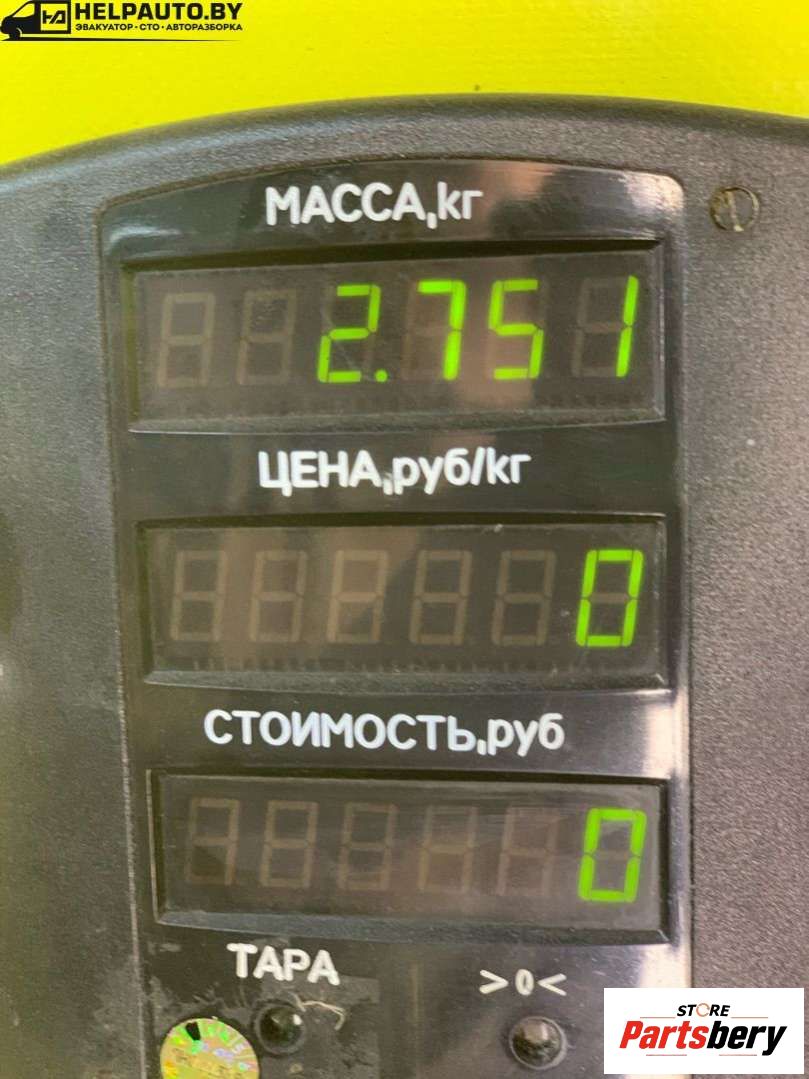 HELPAUTO.BY
ЭВАКУАТОР • СТО • АВТОРАЗБОРКА
МАССА,кг
2.751
ЦЕНА,руб/кг
0
СТОИМОСТЬ,руб
0
ТАРА >0<
STORE
Partsbery